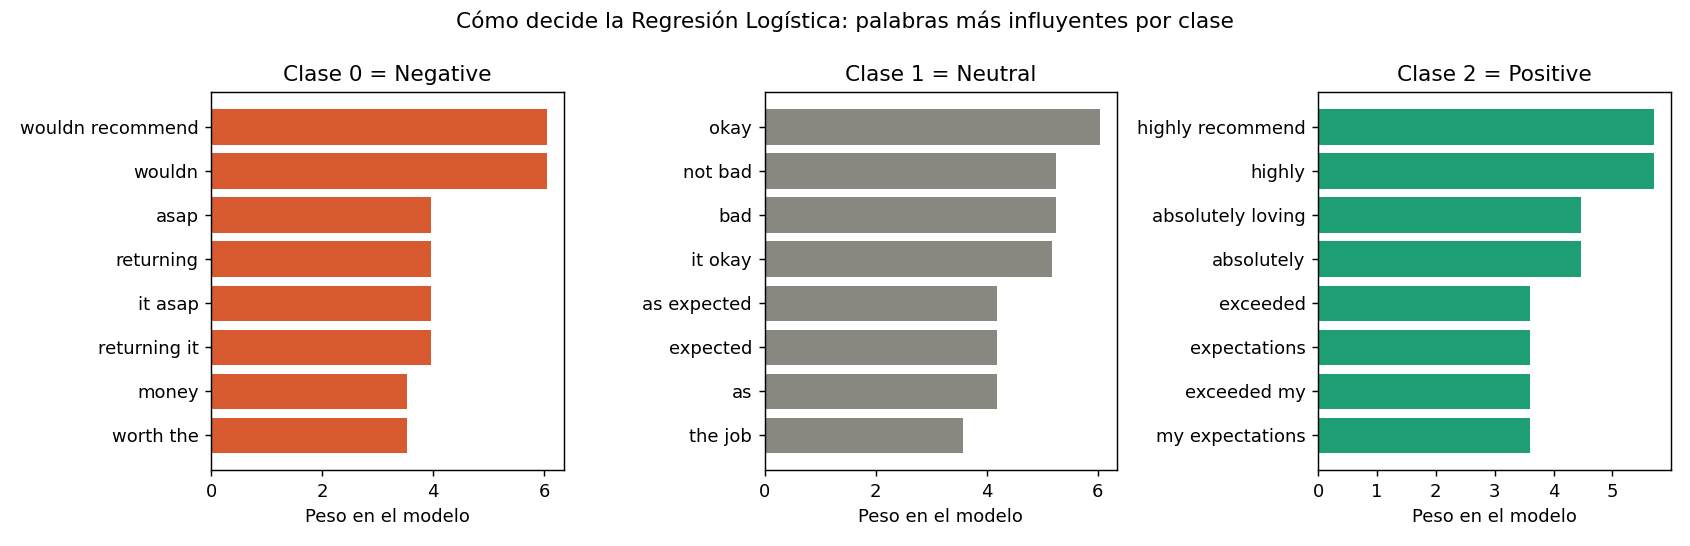 Cómo decide la Regresión Logística: palabras más influyentes por clase
Clase 0 = Negative
wouldn recommend
wouldn
asap
returning
it asap
returning it
money
worth the
0 2 4 6
Peso en el modelo
Clase 1 = Neutral
okay
not bad
bad
it okay
as expected
expected
as
the job
0 2 4 6
Peso en el modelo
Clase 2 = Positive
highly recommend
highly
absolutely loving
absolutely
exceeded
expectations
exceeded my
my expectations
0 1 2 3 4 5
Peso en el modelo